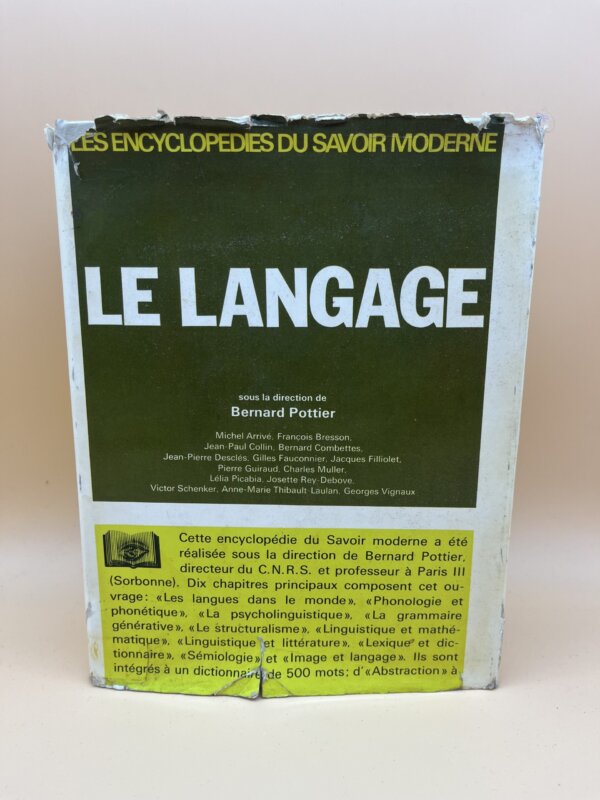 LES ENCYCLOPEDIES DU SAVOIR MODERNE
LE LANGAGE
sous la direction de
Bernard Pottier
Michel Arrivé, François Bresson,
Jean-Paul Collin, Bernard Combettes,
Jean-Pierre Desclés, Gilles Fauconnier, Jacques Filliolet,
Pierre Guiraud, Charles Muller,
Lélia Picabia, Josette Rey-Debove,
Victor Schenker, Anne-Marie Thibault-Laulan, Georges Vignaux
Cette encyclopédie du Savoir moderne a été
réalisée sous la direction de Bernard Pottier,
directeur du C.N.R.S. et professeur à Paris III
(Sorbonne). Dix chapitres principaux composent cet ou-
vrage: «Les langues dans le monde», «Phonologie et
phonétique», «La psycholinguistique», «La grammaire
générative», «Le structuralisme», «Linguistique et mathé-
matique», «Linguistique et littérature», «Lexique et dic-
tionnaire», «Sémiologie» et «Image et langage». Ils sont
intégrés à un dictionnaire de 500 mots: d'«Abstraction» à